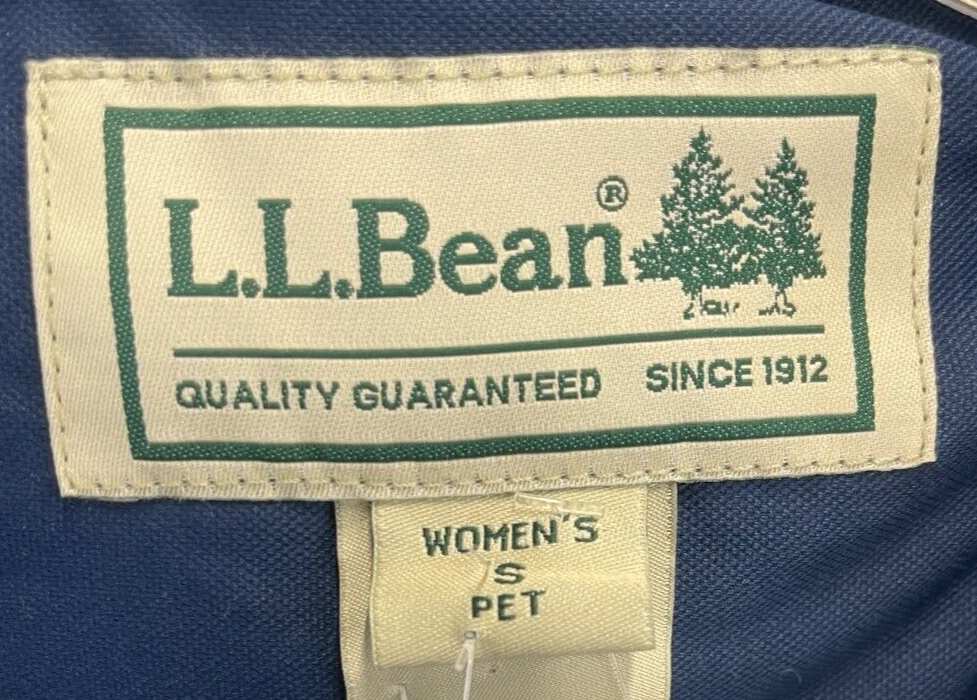 L.L.Bean®
QUALITY GUARANTEED SINCE 1912
WOMEN'S
S
PET